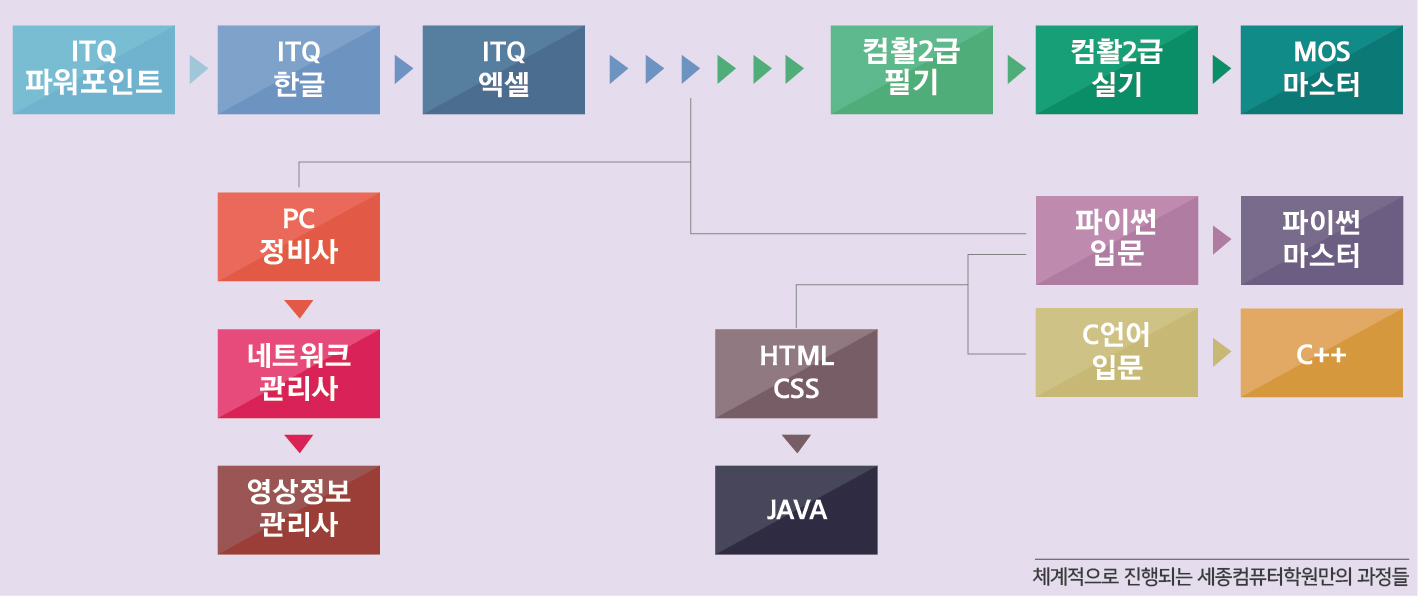 ITQ
파워포인트
ITQ
한글
ITQ
엑셀
컴활2급
필기
컴활2급
실기
MOS
마스터
PC
정비사
파이썬
입문
파이썬
마스터
네트워크
관리사
HTML
CSS
C언어
입문
C++
영상정보
관리사
JAVA
체계적으로 진행되는 세종컴퓨터학원만의 과정들